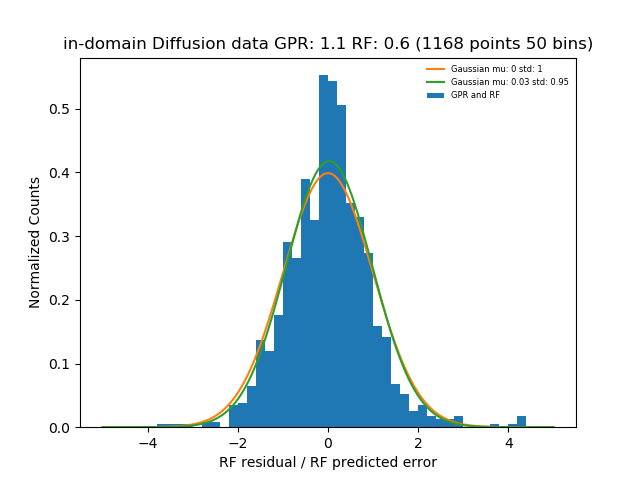 in-domain Diffusion data GPR: 1.1 RF: 0.6 (1168 points 50 bins)
Gaussian mu: 0 std: 1
Gaussian mu: 0.03 std: 0.95
GPR and RF
Normalized Counts
0.5
0.4
0.3
0.2
0.1
0.0
−4 −2 0 2 4
RF residual / RF predicted error